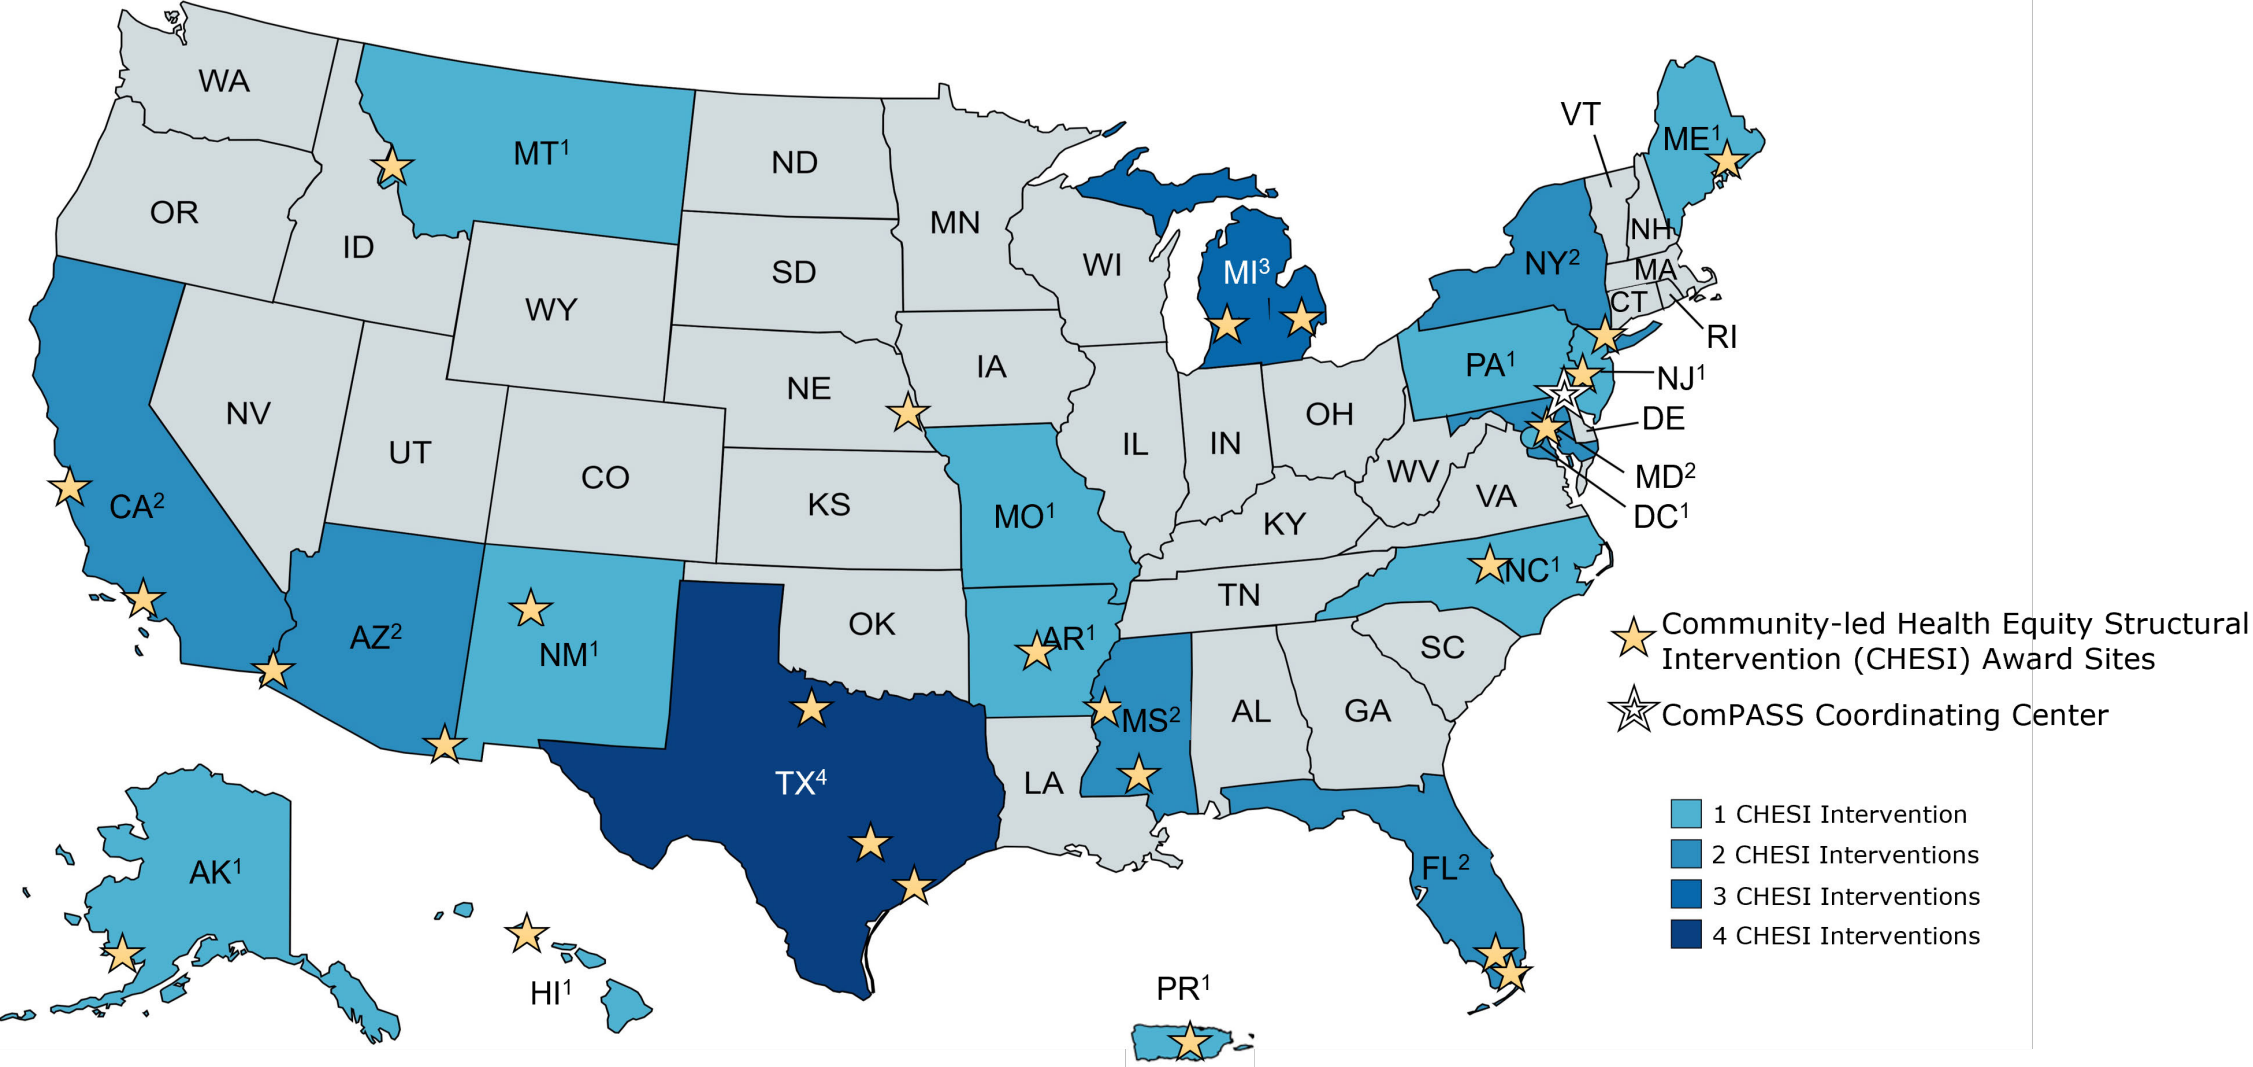 WA
MT¹
ND
MN
VT
ME¹
OR
ID
SD
WI
MI³
NY²
NH
MA
CT
RI
WY
IA
NE
PA¹
NJ¹
DE
NV
UT
CO
KS
IL
IN
OH
WV
VA
MD²
DC¹
CA²
MO¹
KY
NC¹
TN
AZ²
NM¹
OK
AR¹
SC
MS²
AL
GA
TX⁴
LA
FL²
AK¹
HI¹
PR¹
Community-led Health Equity Structural
Intervention (CHESI) Award Sites
ComPASS Coordinating Center
1 CHESI Intervention
2 CHESI Interventions
3 CHESI Interventions
4 CHESI Interventions